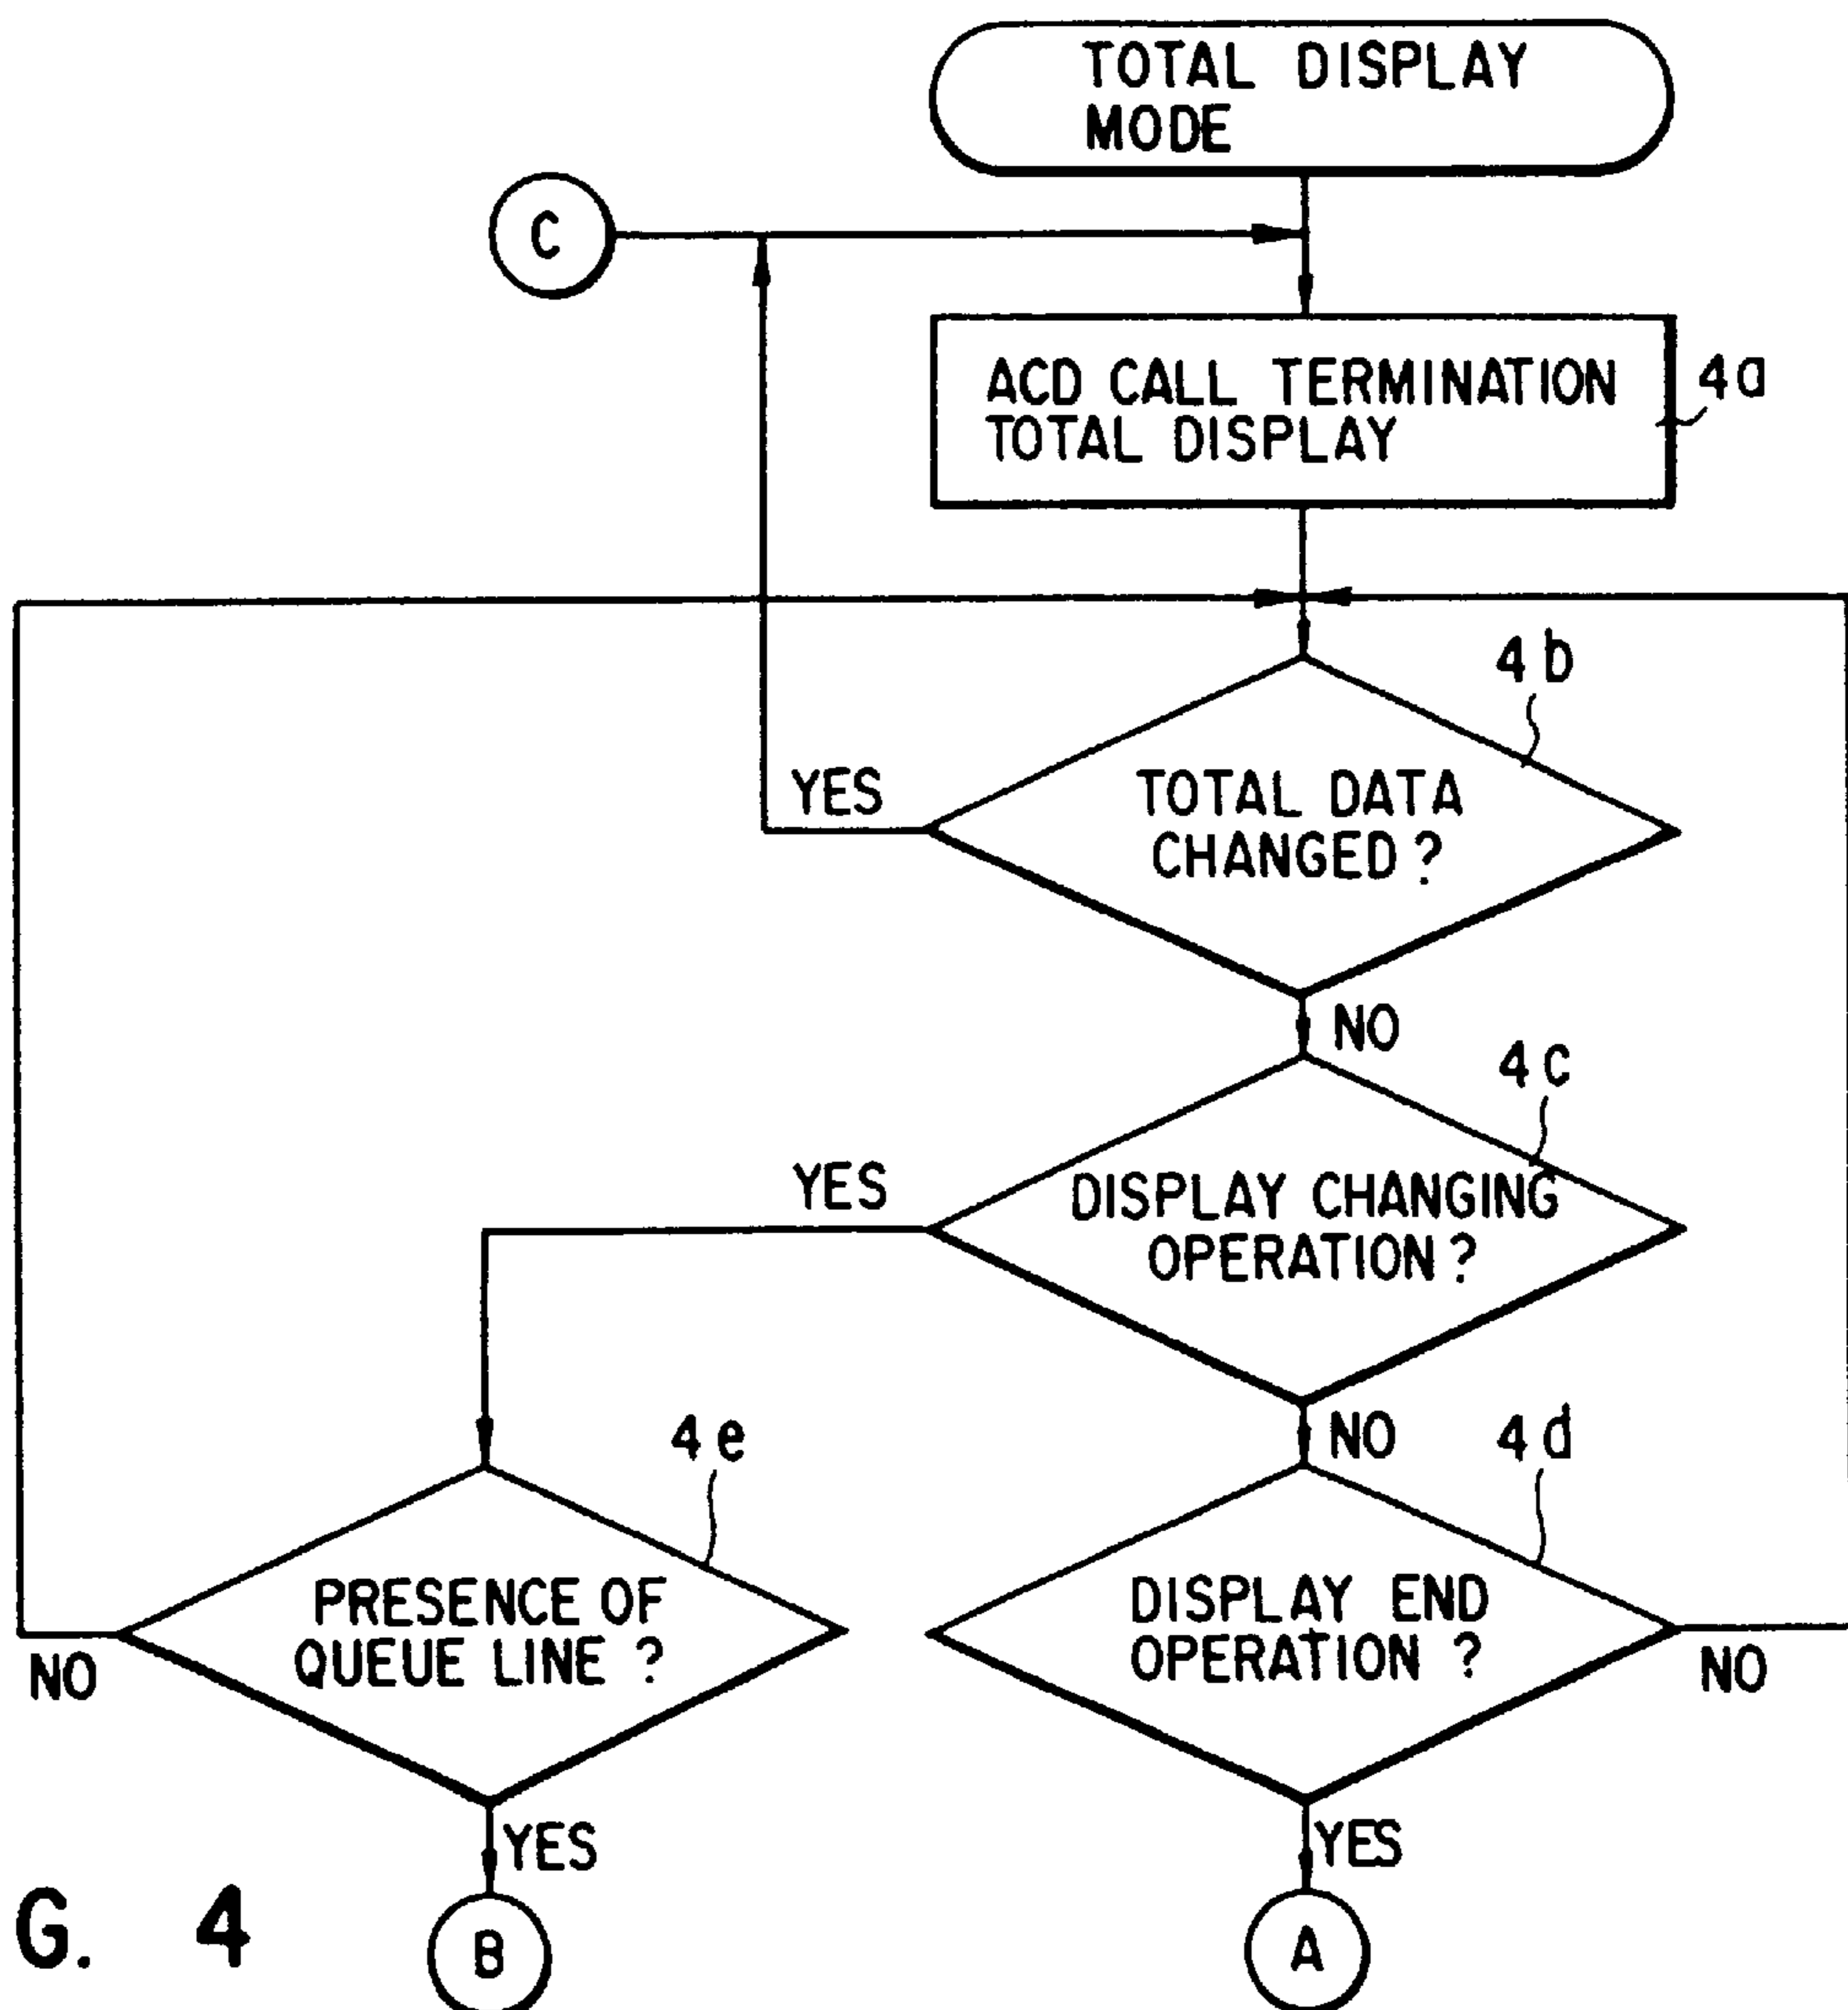 TOTAL DISPLAY
MODE
C
ACD CALL TERMINATION
TOTAL DISPLAY
4a
4b
YES
TOTAL DATA
CHANGED ?
NO
4c
YES
DISPLAY CHANGING
OPERATION ?
4e
NO
4d
PRESENCE OF
QUEUE LINE ?
NO
DISPLAY END
OPERATION ?
NO
YES
YES
G. 4
B
A